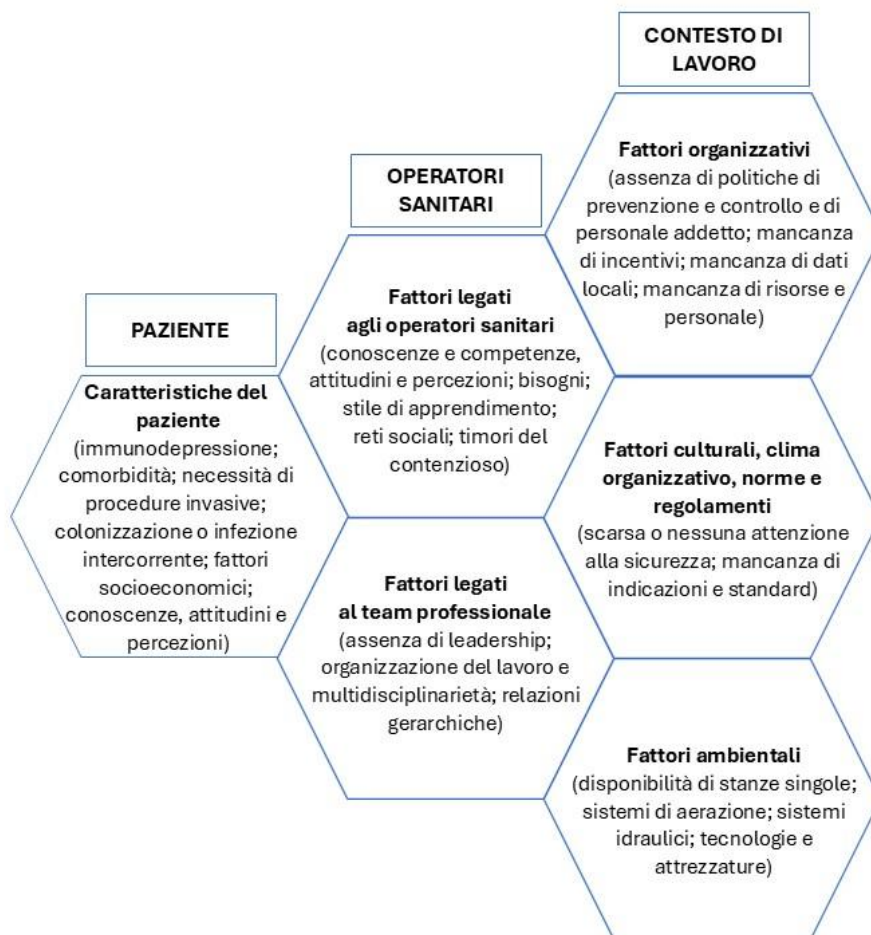 PAZIENTE
Caratteristiche del
paziente
(immunodepressione;
comorbidità; necessità di
procedure invasive;
colonizzazione o infezione
intercorrente; fattori
socioeconomici;
conoscenze, attitudini e
percezioni)
OPERATORI
SANITARI
Fattori legati
agli operatori sanitari
(conoscenze e competenze,
attitudini e percezioni; bisogni;
stile di apprendimento;
reti sociali; timori del
contenzioso)
Fattori legati
al team professionale
(assenza di leadership;
organizzazione del lavoro e
multidisciplinarietà; relazioni
gerarchiche)
CONTESTO DI
LAVORO
Fattori organizzativi
(assenza di politiche di
prevenzione e controllo e di
personale addetto; mancanza
di incentivi; mancanza di dati
locali; mancanza di risorse e
personale)
Fattori culturali, clima
organizzativo, norme e
regolamenti
(scarsa o nessuna attenzione
alla sicurezza; mancanza di
indicazioni e standard)
Fattori ambientali
(disponibilità di stanze singole;
sistemi di aerazione; sistemi
idraulici; tecnologie e
attrezzature)